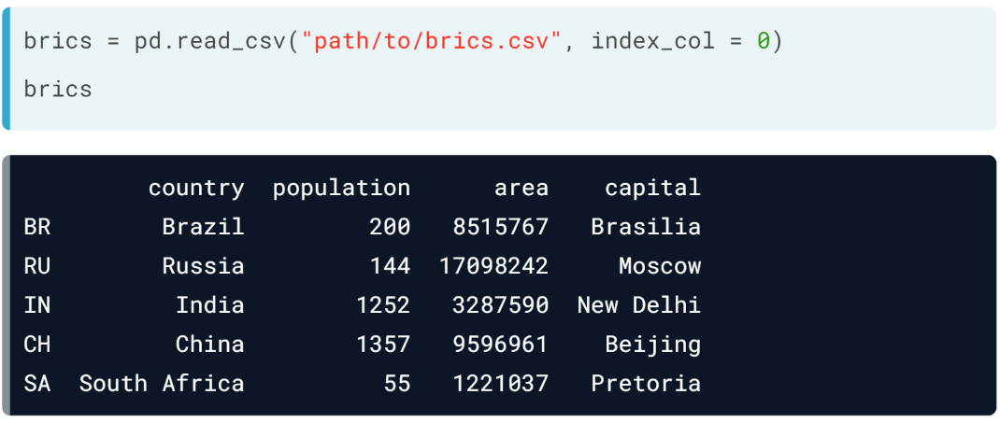 brics = pd.read_csv("path/to/brics.csv", index_col = 0)
brics
country population area capital
BR Brazil 200 8515767 Brasilia
RU Russia 144 17098242 Moscow
IN India 1252 3287590 New Delhi
CH China 1357 9596961 Beijing
SA South Africa 55 1221037 Pretoria